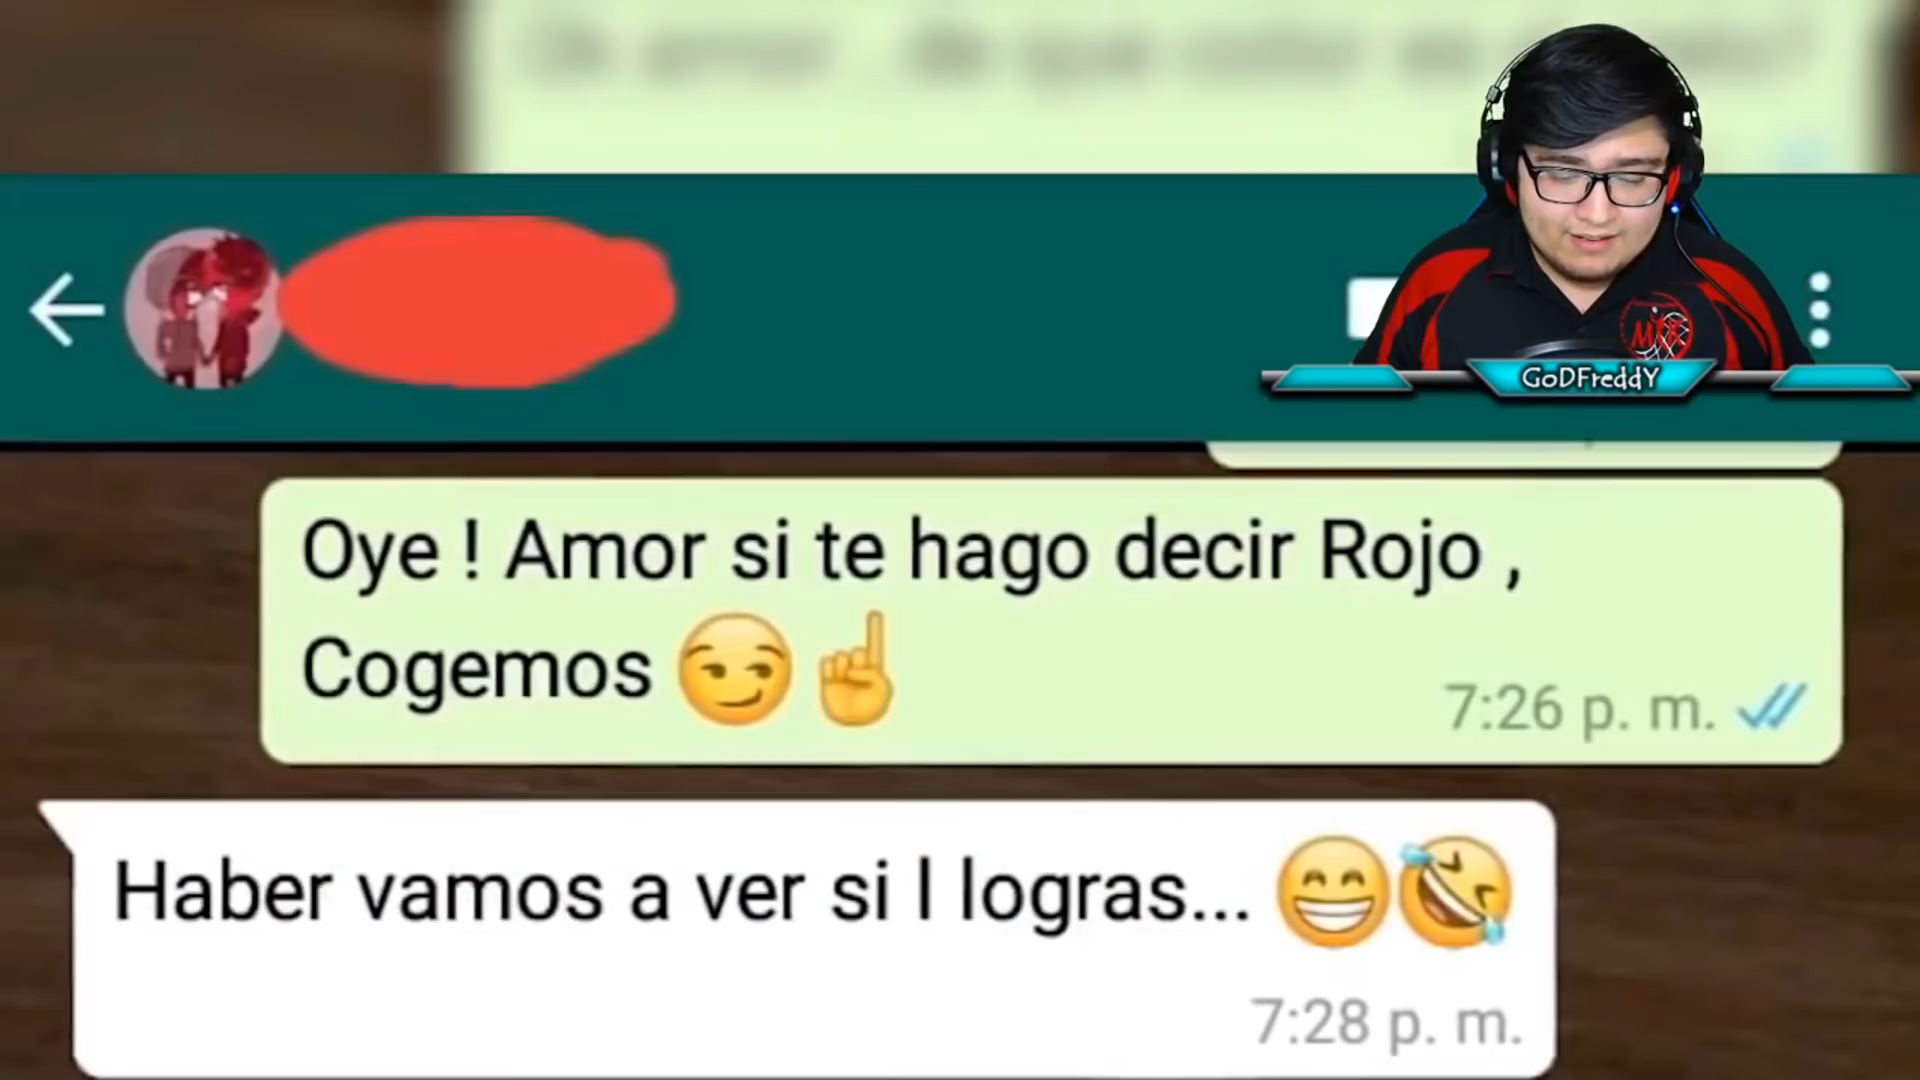 GoDFreddY
Oye ! Amor si te hago decir Rojo ,
Cogemos 😏☝
7:26 p. m.
Haber vamos a ver si l logras... 😁🤣
7:28 p. m.